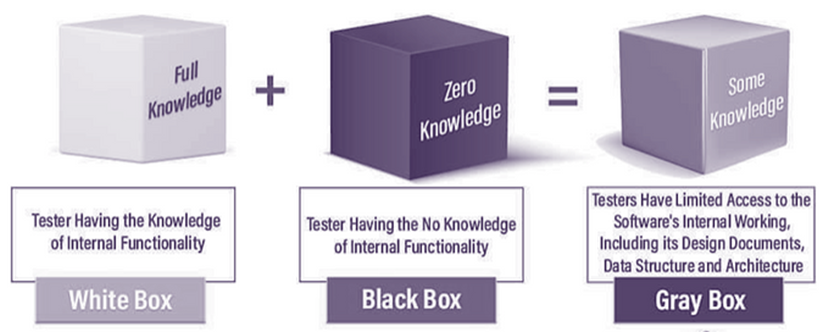 Full
Knowledge
+
Zero
Knowledge
=
Some
Knowledge
Tester Having the Knowledge
of Internal Functionality
White Box
Tester Having the No Knowledge
of Internal Functionality
Black Box
Testers Have Limited Access to the
Software's Internal Working,
Including its Design Documents,
Data Structure and Architecture
Gray Box